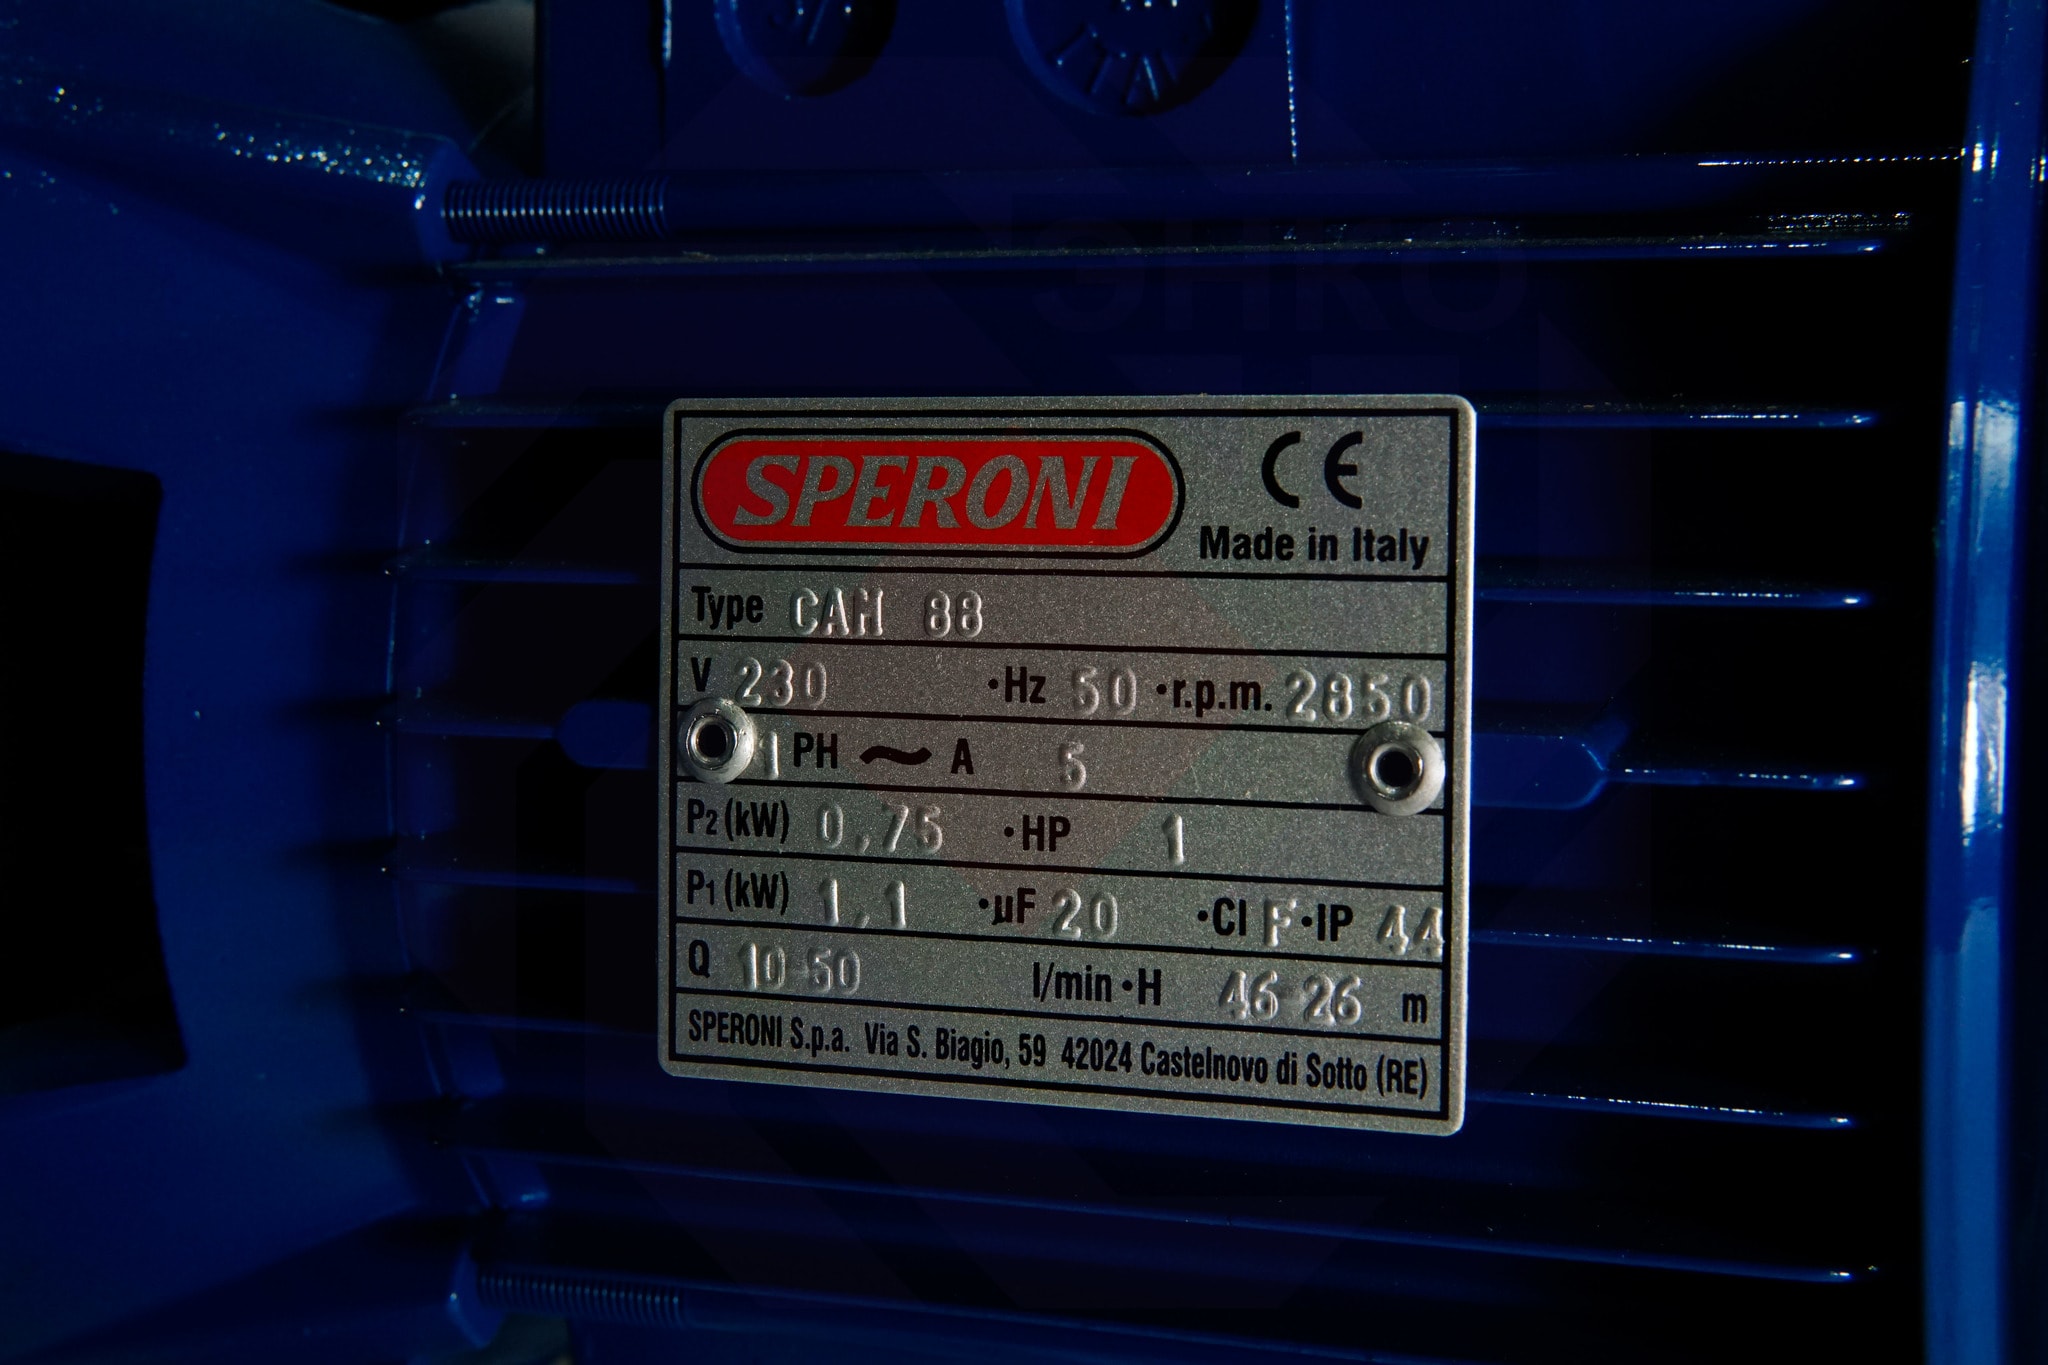 SPERONI
CE
Made in Italy
Type CAM 88
V 230 ·Hz 50 ·r.p.m. 2850
1 PH ~ A 5
P2 (kW) 0,75 ·HP 1
P1 (kW) 1,1 ·µF 20 ·Cl F ·IP 44
Q 10-50 l/min ·H 46-26 m
SPERONI S.p.a. Via S. Biagio, 59 42024 Castelnovo di Sotto (RE)